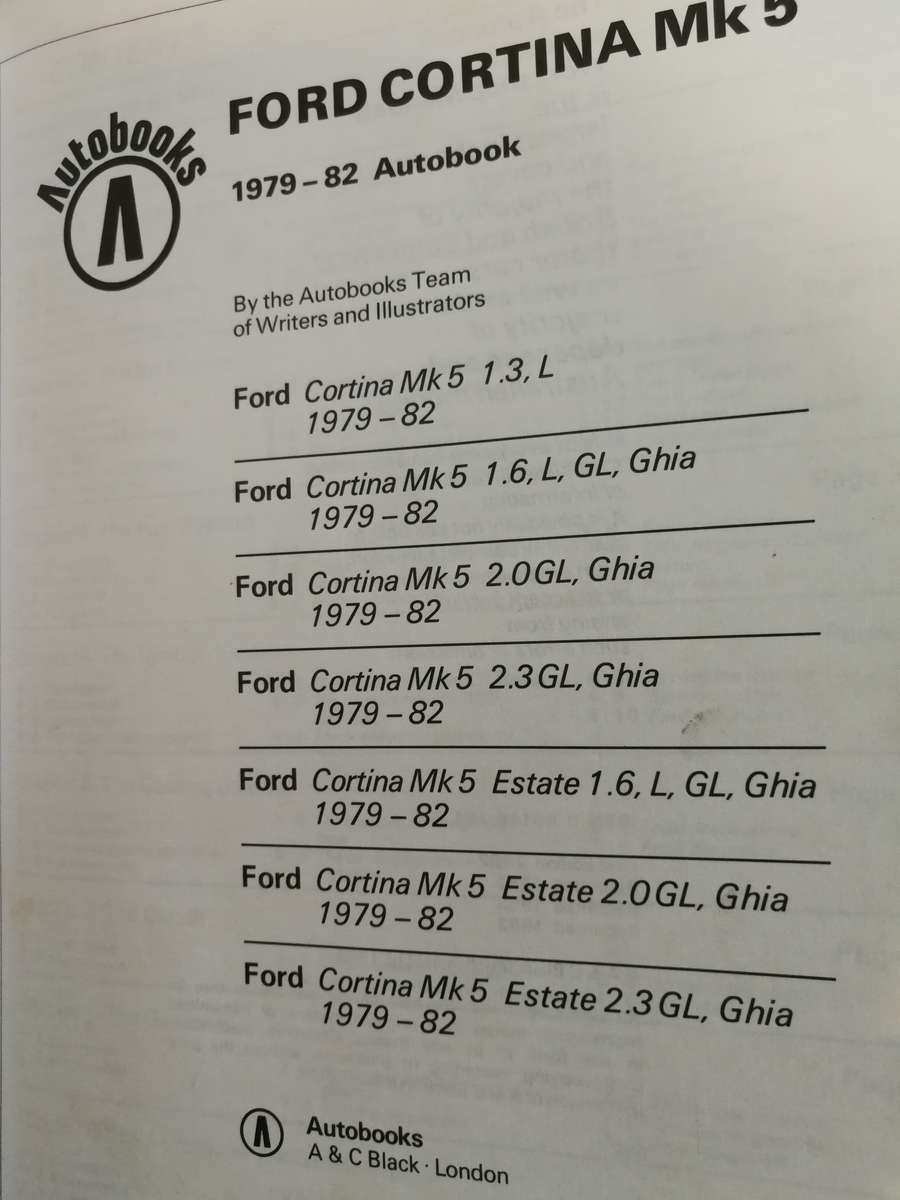 FORD CORTINA Mk 5
Autobooks
1979 – 82 Autobook
By the Autobooks Team
of Writers and Illustrators
Ford Cortina Mk 5 1.3, L
1979 – 82
Ford Cortina Mk 5 1.6, L, GL, Ghia
1979 – 82
Ford Cortina Mk 5 2.0 GL, Ghia
1979 – 82
Ford Cortina Mk 5 2.3 GL, Ghia
1979 – 82
Ford Cortina Mk 5 Estate 1.6, L, GL, Ghia
1979 – 82
Ford Cortina Mk 5 Estate 2.0 GL, Ghia
1979 – 82
Ford Cortina Mk 5 Estate 2.3 GL, Ghia
1979 – 82
Autobooks
A & C Black · London